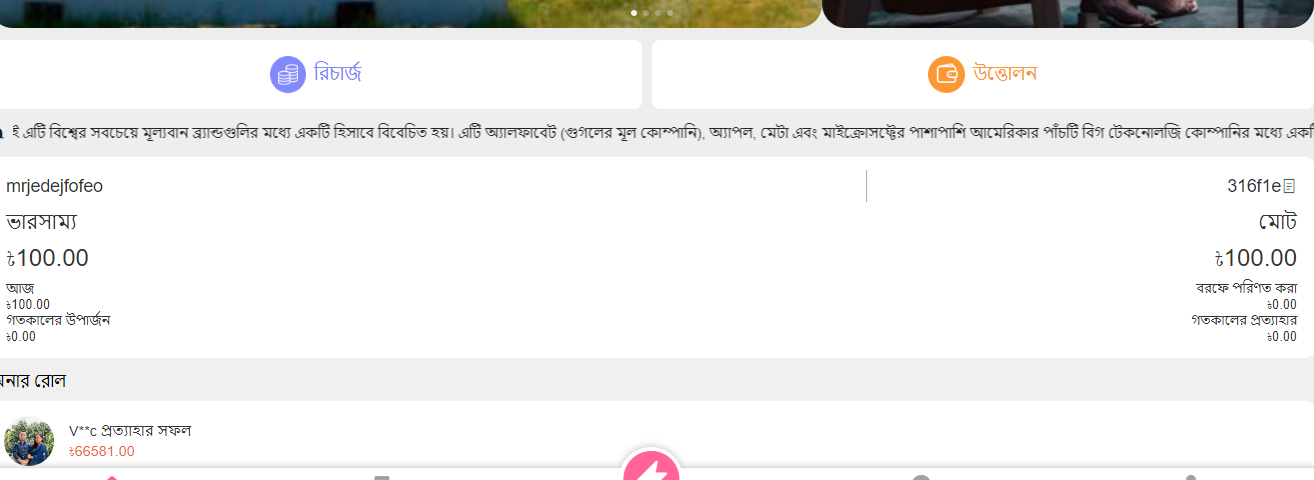 রিচার্জ
উত্তোলন
ই এটি বিশ্বের সবচেয়ে মূল্যবান ব্র্যান্ডগুলির মধ্যে একটি হিসাবে বিবেচিত হয়। এটি অ্যালফাবেট (গুগলের মূল কোম্পানি), অ্যাপল, মেটা এবং মাইক্রোসফ্টের পাশাপাশি আমেরিকার পাঁচটি বিগ টেকনোলজি কোম্পানির মধ্যে
mrjedejfofeo
316f1e
ভারসাম্য
মোট
৳100.00
৳100.00
আজ
বরফে পরিণত করা
৳100.00
৳0.00
গতকালের উপার্জন
গতকালের প্রত্যাহার
৳0.00
৳0.00
নার রোল
V**c প্রত্যাহার সফল
৳66581.00